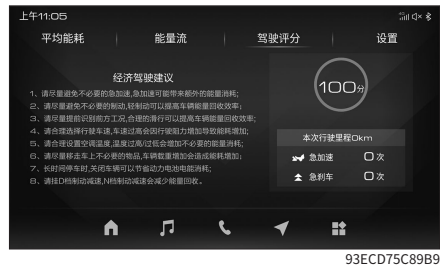 上午11:05
平均能耗 能量流 驾驶评分 设置
经济驾驶建议
1、请尽量避免不必要的急加速,急加速可能带来额外的能量消耗;
2、请尽量避免不必要的制动,轻制动可以提高车辆能量回收效率;
3、请尽量提前识别前方工况,合理的滑行可以提高车辆能量回收效率;
4、请合理选择行驶车速,车速过高会因行驶阻力增加导致能耗增加;
5、请合理设置空调温度,温度过高/过低会增加不必要的能量消耗;
6、请尽量移走车上不必要的物品,车辆载重增加会造成能耗增加;
7、长时间停车时,关闭车辆可以节省动力电池电能消耗;
8、请挂D档制动减速,N档制动减速会减少能量回收。
100分
本次行驶里程0km
急加速 0 次
急刹车 0 次
93ECD75C89B9